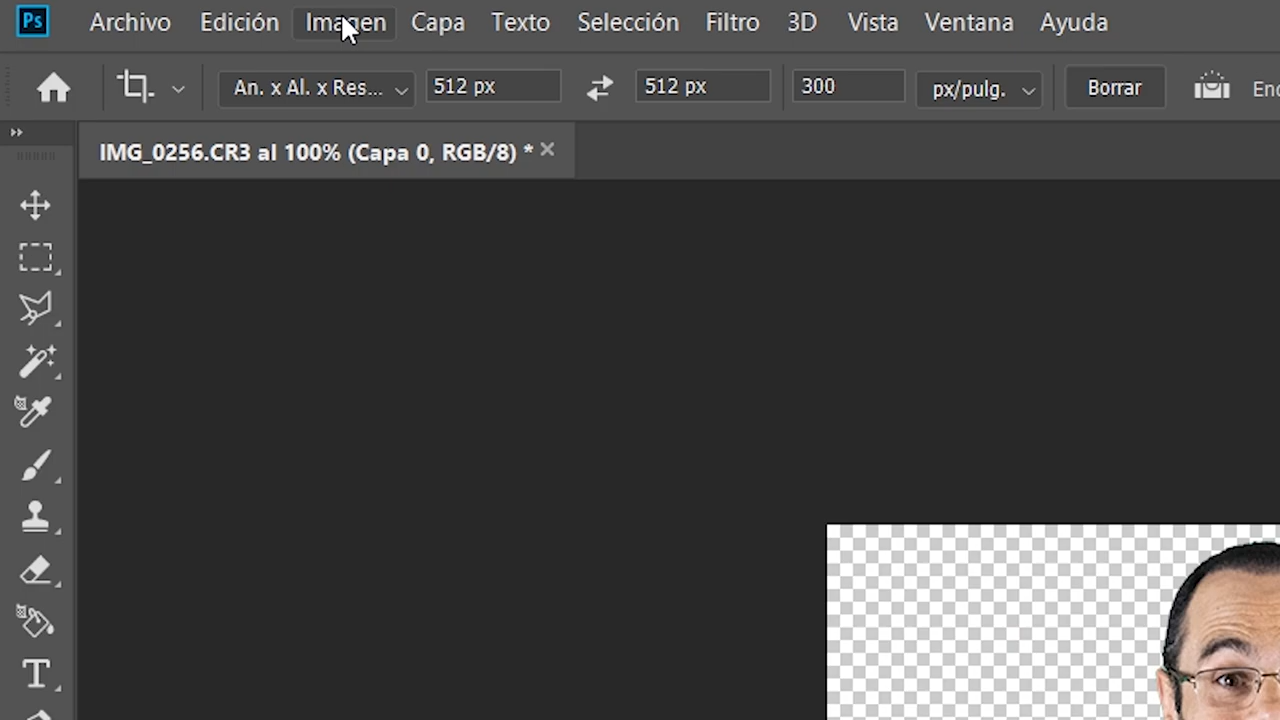 Ps Archivo Edición Imagen Capa Texto Selección Filtro 3D Vista Ventana Ayuda
An. x Al. x Res... 512 px 512 px 300 px/pulg. Borrar
IMG_0256.CR3 al 100% (Capa 0, RGB/8) *
T